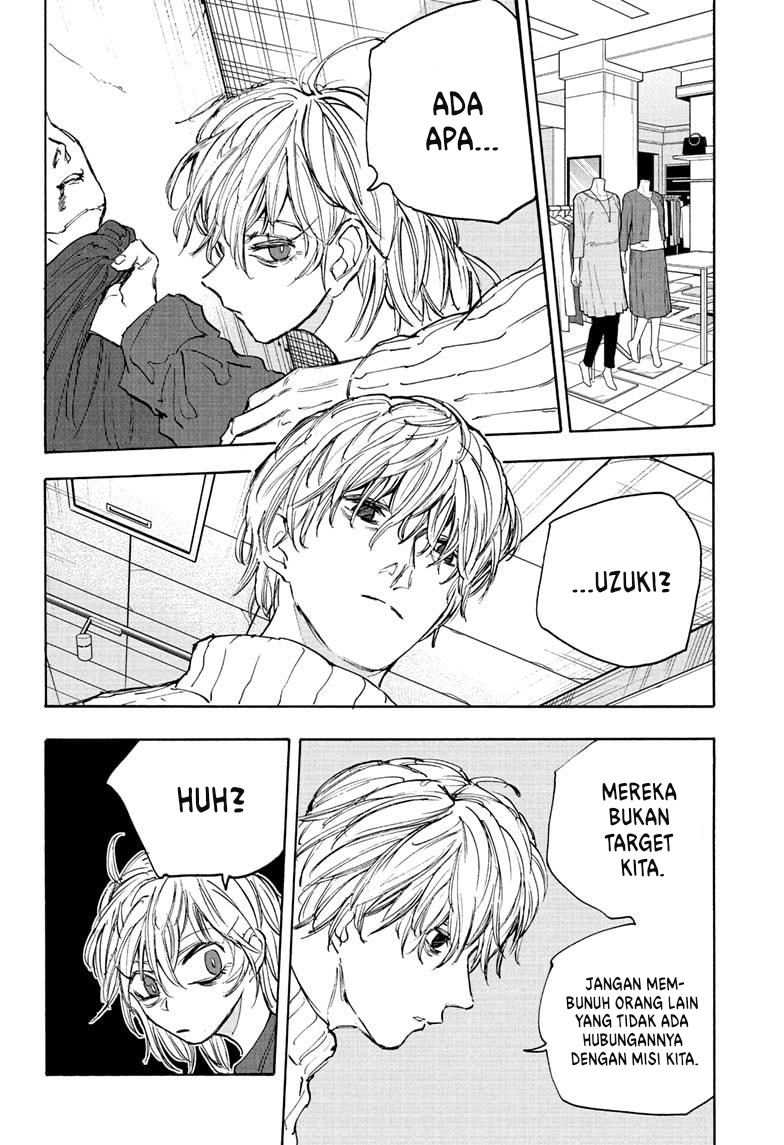 ADA
APA...
...UZUKI?
HUH?
MEREKA
BUKAN
TARGET
KITA.
JANGAN MEM-
BUNUH ORANG LAIN
YANG TIDAK ADA
HUBUNGANNYA
DENGAN MISI KITA.